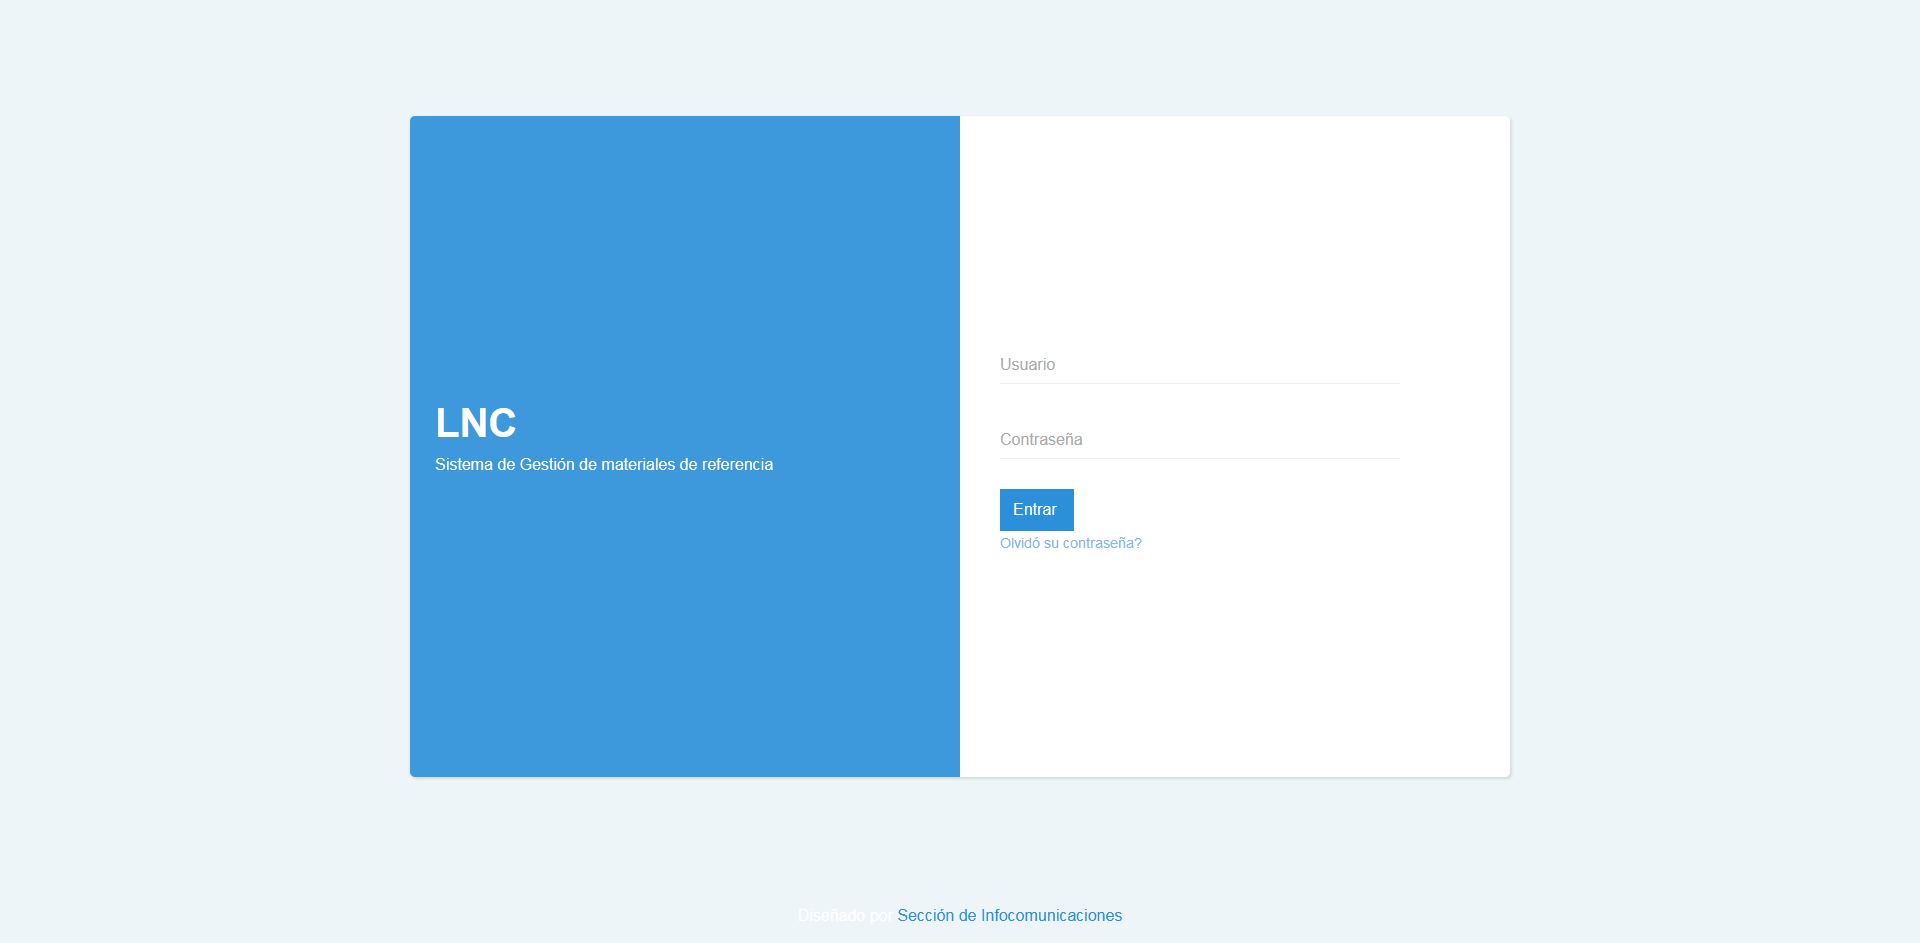 LNC
Sistema de Gestión de materiales de referencia
Usuario
Contraseña
Entrar
Olvidó su contraseña?
Diseñado por Sección de Infocomunicaciones